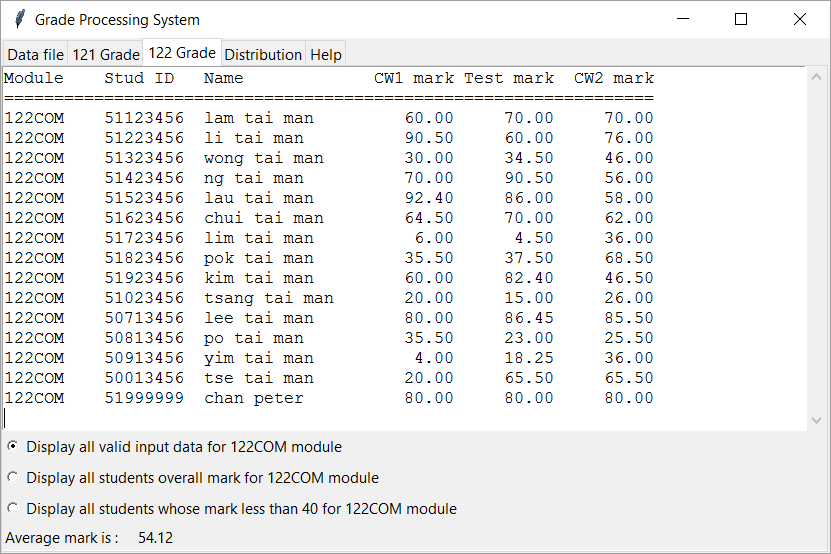 Grade Processing System
Data file 121 Grade 122 Grade Distribution Help
Module Stud ID Name CW1 mark Test mark CW2 mark
=================================================================
122COM 51123456 lam tai man 60.00 70.00 70.00
122COM 51223456 li tai man 90.50 60.00 76.00
122COM 51323456 wong tai man 30.00 34.50 46.00
122COM 51423456 ng tai man 70.00 90.50 56.00
122COM 51523456 lau tai man 92.40 86.00 58.00
122COM 51623456 chui tai man 64.50 70.00 62.00
122COM 51723456 lim tai man 6.00 4.50 36.00
122COM 51823456 pok tai man 35.50 37.50 68.50
122COM 51923456 kim tai man 60.00 82.40 46.50
122COM 51023456 tsang tai man 20.00 15.00 26.00
122COM 50713456 lee tai man 80.00 86.45 85.50
122COM 50813456 po tai man 35.50 23.00 25.50
122COM 50913456 yim tai man 4.00 18.25 36.00
122COM 50013456 tse tai man 20.00 65.50 65.50
122COM 51999999 chan peter 80.00 80.00 80.00
Display all valid input data for 122COM module
Display all students overall mark for 122COM module
Display all students whose mark less than 40 for 122COM module
Average mark is : 54.12